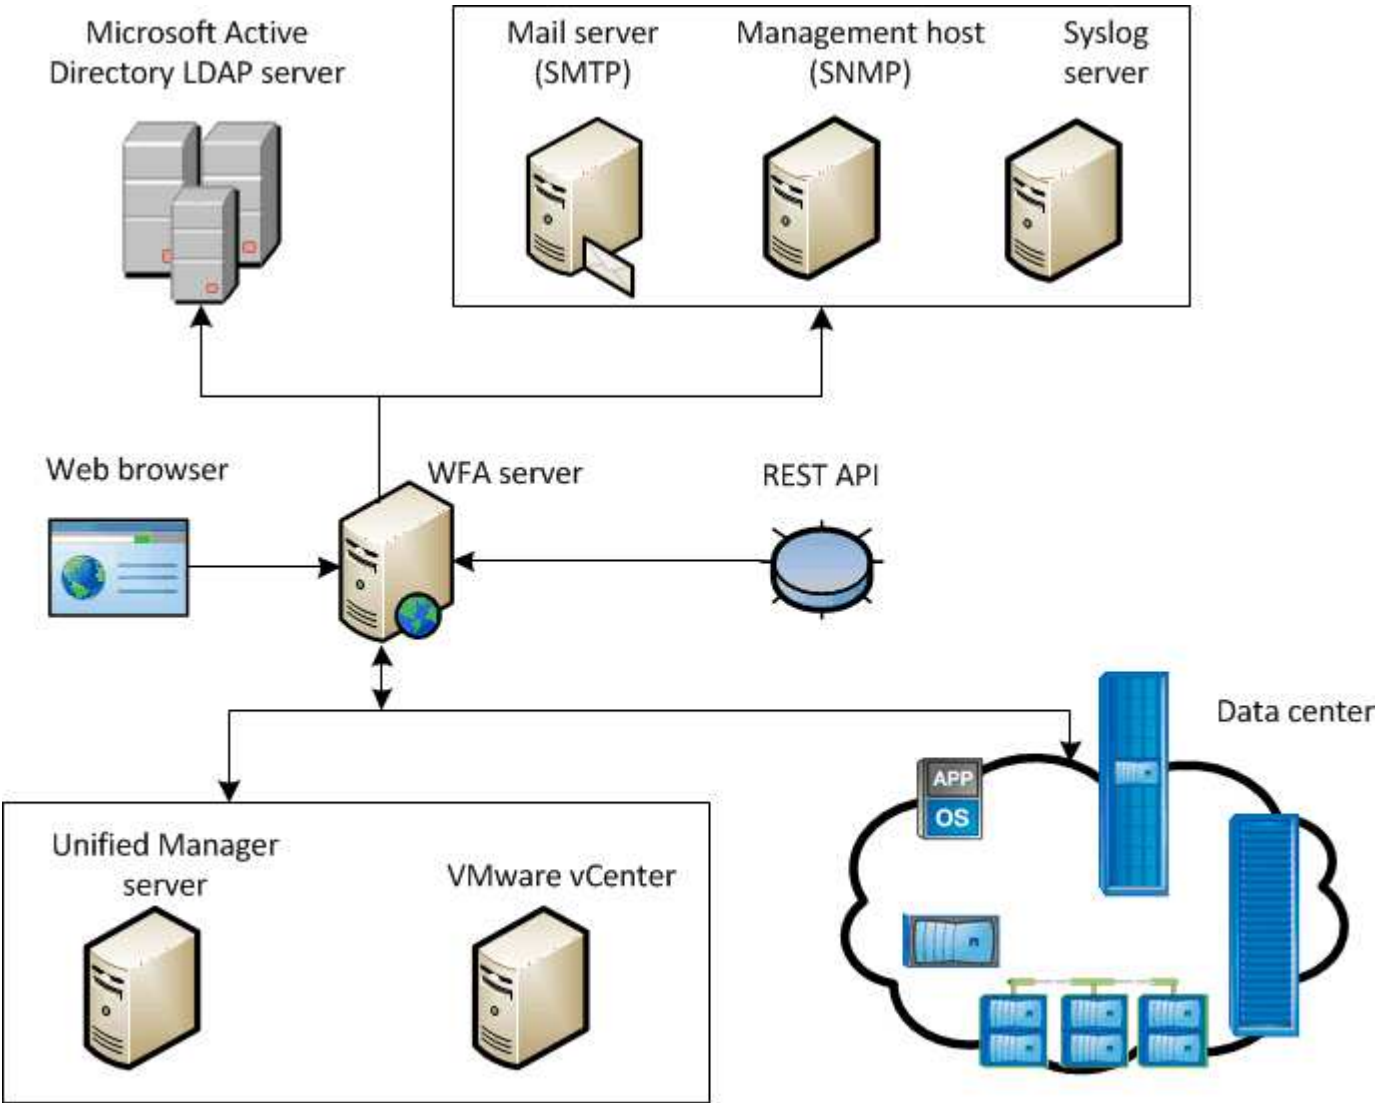 Microsoft Active
Directory LDAP server
Mail server
(SMTP)
Management host
(SNMP)
Syslog
server
Web browser
WFA server
REST API
Data center
APP
OS
Unified Manager
server
VMware vCenter